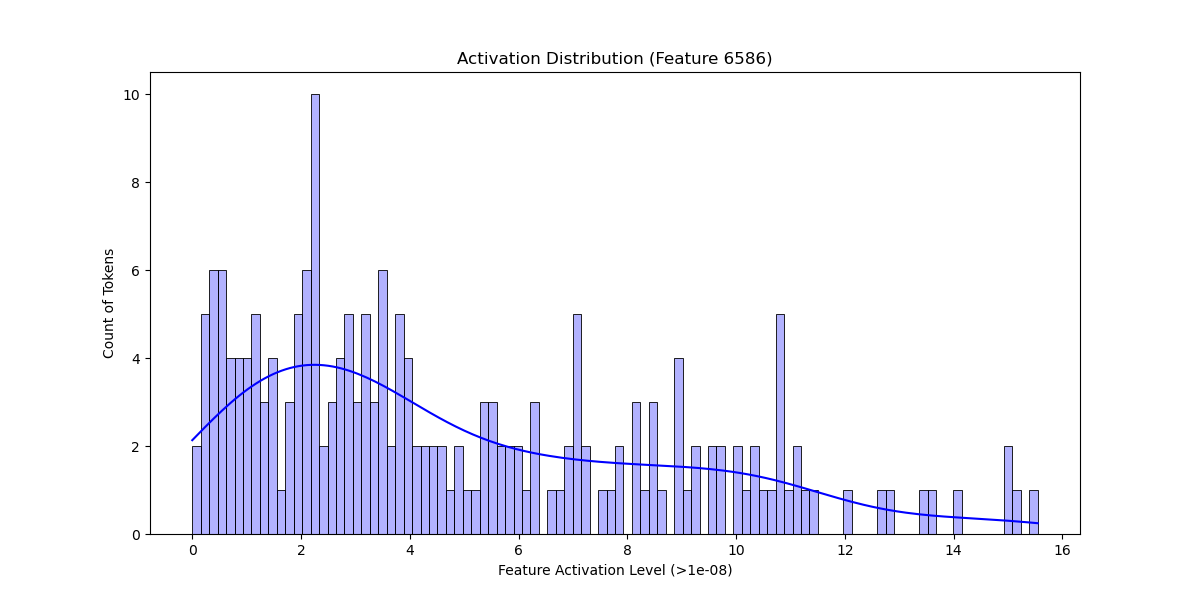 Activation Distribution (Feature 6586)
10
8
6
4
2
0
Count of Tokens
0 2 4 6 8 10 12 14 16
Feature Activation Level (>1e-08)